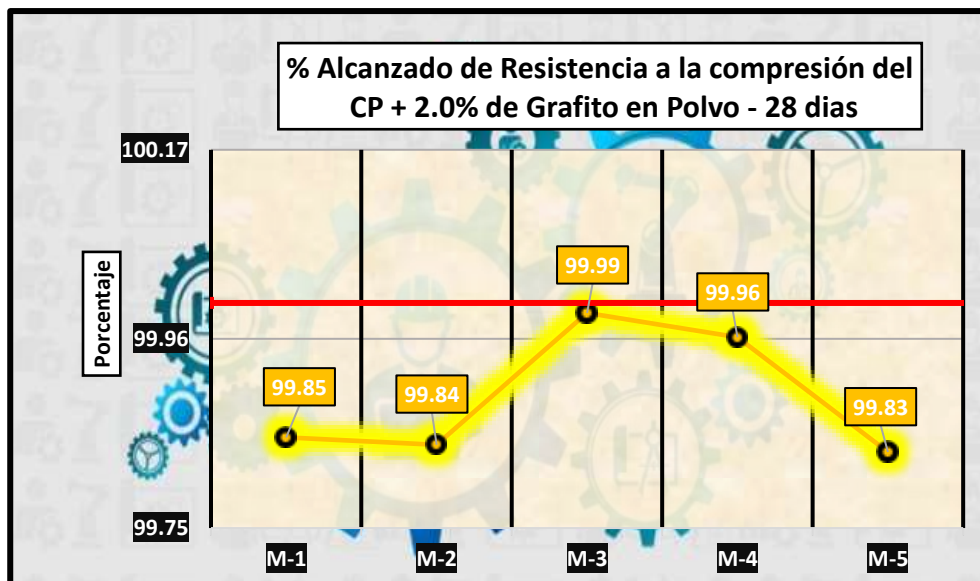 % Alcanzado de Resistencia a la compresión del
CP + 2.0% de Grafito en Polvo - 28 dias
Porcentaje
100.17
99.96
99.75
99.85
99.84
99.99
99.96
99.83
M-1
M-2
M-3
M-4
M-5